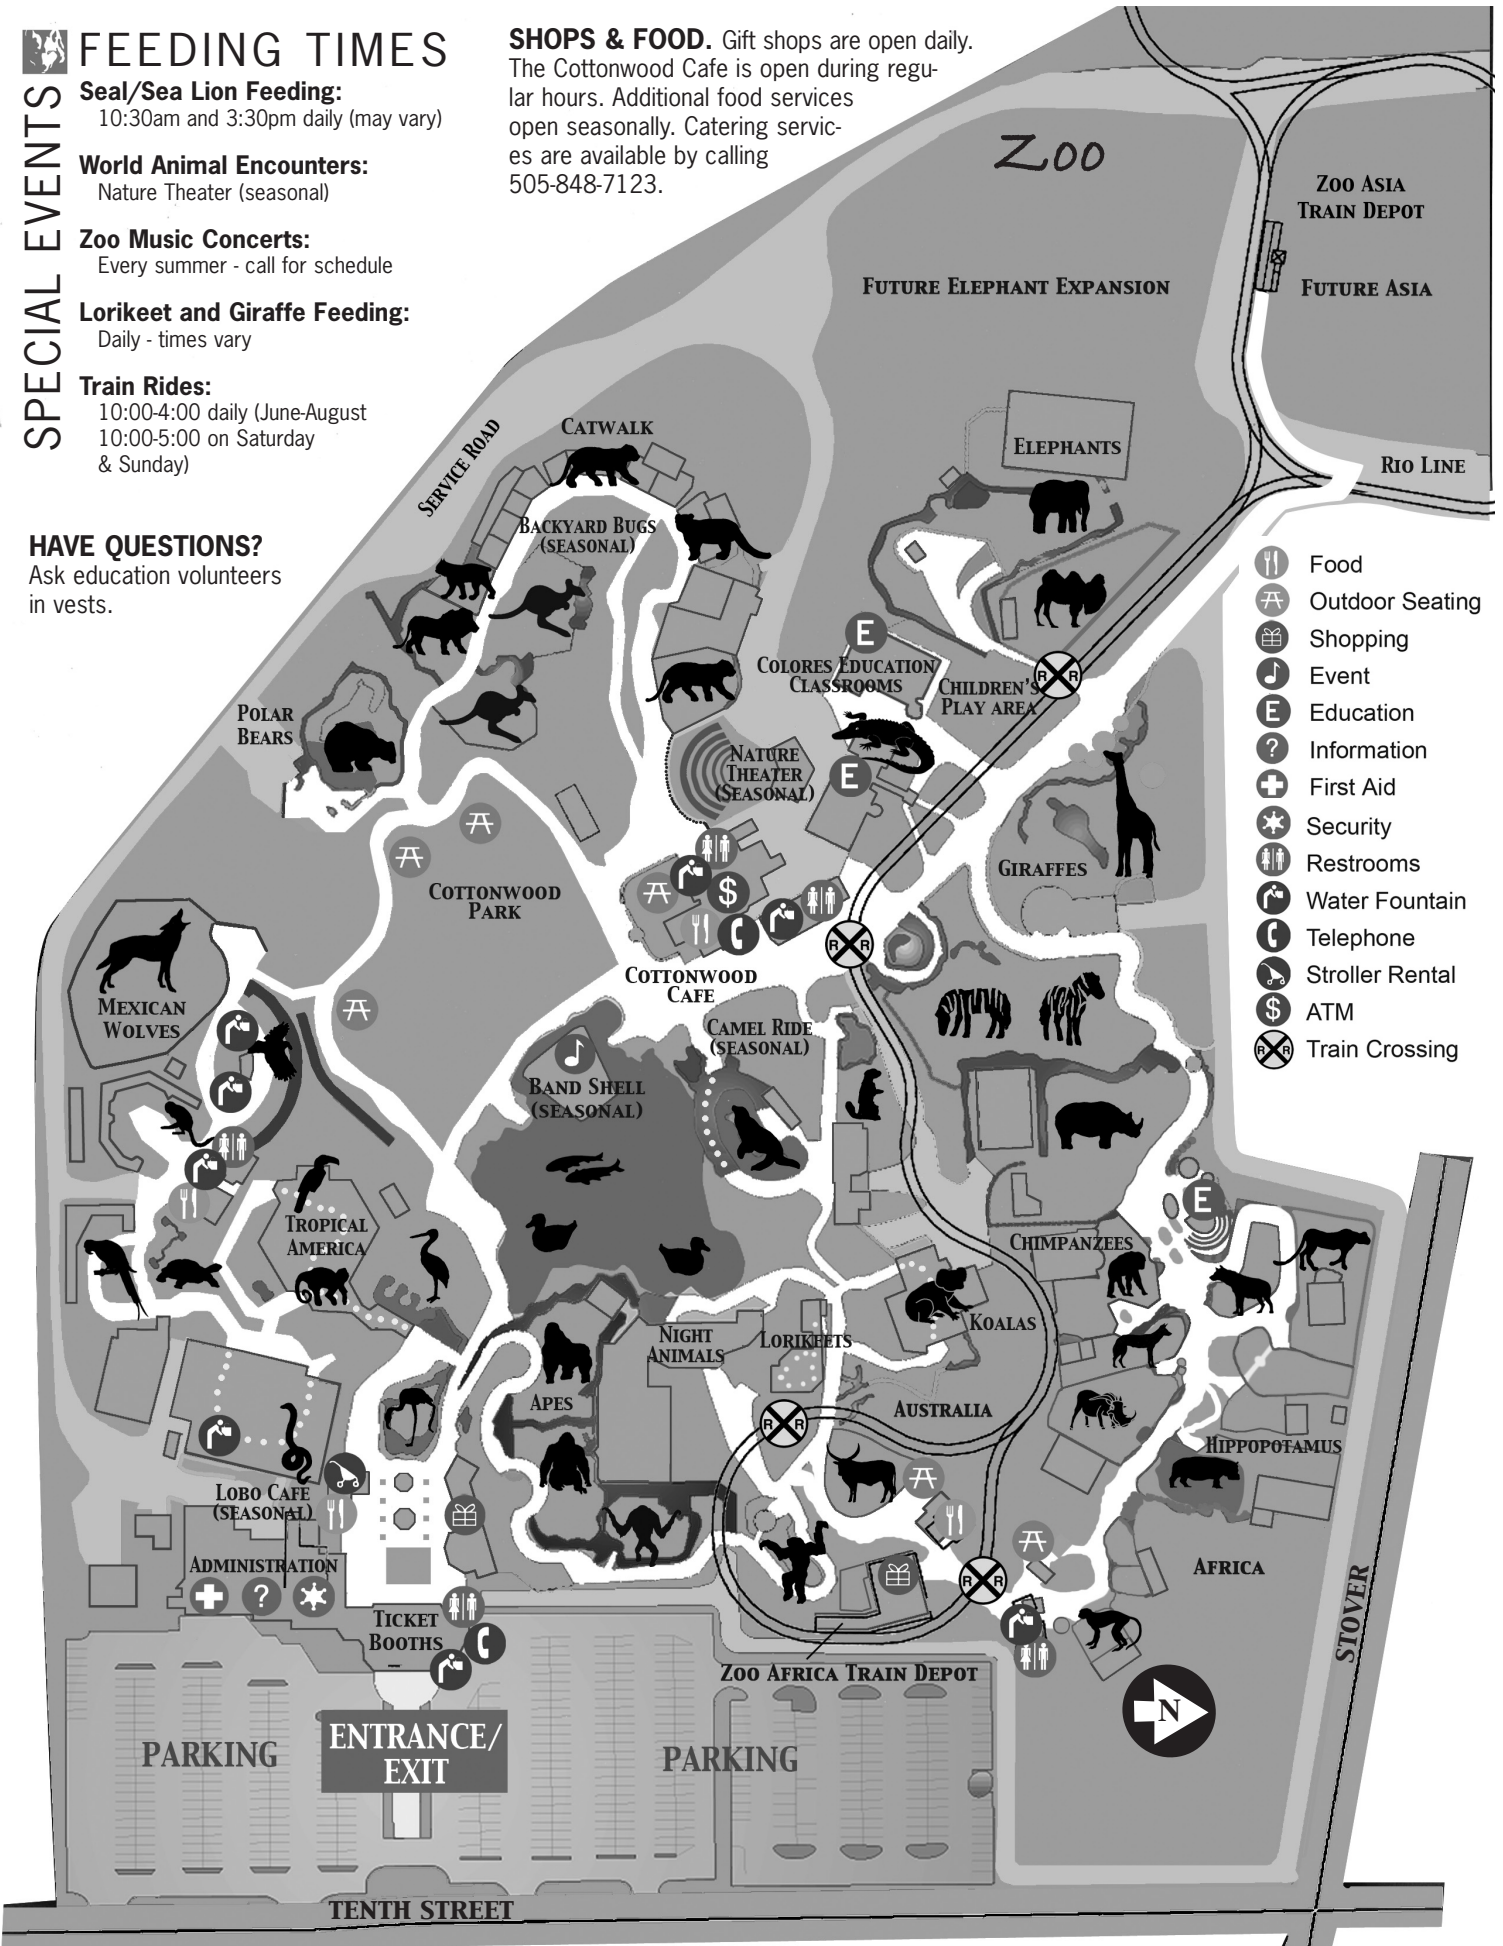 SPECIAL EVENTS
FEEDING TIMES
Seal/Sea Lion Feeding:
10:30am and 3:30pm daily (may vary)
World Animal Encounters:
Nature Theater (seasonal)
Zoo Music Concerts:
Every summer - call for schedule
Lorikeet and Giraffe Feeding:
Daily - times vary
Train Rides:
10:00-4:00 daily (June-August
10:00-5:00 on Saturday
& Sunday)
HAVE QUESTIONS?
Ask education volunteers
in vests.
SHOPS & FOOD. Gift shops are open daily.
The Cottonwood Cafe is open during regu-
lar hours. Additional food services
open seasonally. Catering servic-
es are available by calling
505-848-7123.
Zoo
ZOO ASIA
TRAIN DEPOT
FUTURE ELEPHANT EXPANSION
FUTURE ASIA
SERVICE ROAD
CATWALK
ELEPHANTS
RIO LINE
BACKYARD BUGS
(SEASONAL)
E
COLORES EDUCATION
CLASSROOMS
CHILDREN'S
PLAY AREA
R R
POLAR
BEARS
NATURE
THEATER
(SEASONAL)
E
GIRAFFES
COTTONWOOD
PARK
$
R R
COTTONWOOD
CAFE
MEXICAN
WOLVES
CAMEL RIDE
(SEASONAL)
BAND SHELL
(SEASONAL)
E
TROPICAL
AMERICA
CHIMPANZEES
NIGHT
ANIMALS
LORIKEETS
KOALAS
APES
R R
AUSTRALIA
HIPPOPOTAMUS
LOBO CAFE
(SEASONAL)
ADMINISTRATION
?
R R
AFRICA
TICKET
BOOTHS
ZOO AFRICA TRAIN DEPOT
N
STOVER
PARKING
ENTRANCE/
EXIT
PARKING
TENTH STREET
Food
Outdoor Seating
Shopping
Event
E Education
? Information
First Aid
Security
Restrooms
Water Fountain
Telephone
Stroller Rental
$ ATM
R R Train Crossing